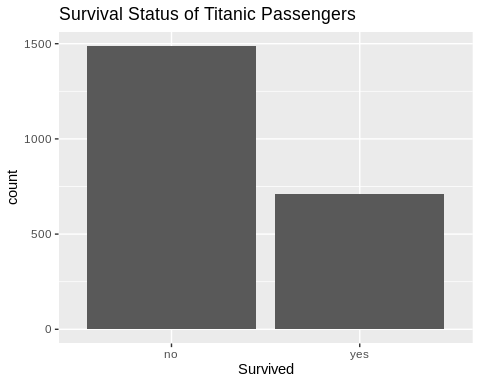 Survival Status of Titanic Passengers
1500
1000
500
0
count
no yes
Survived